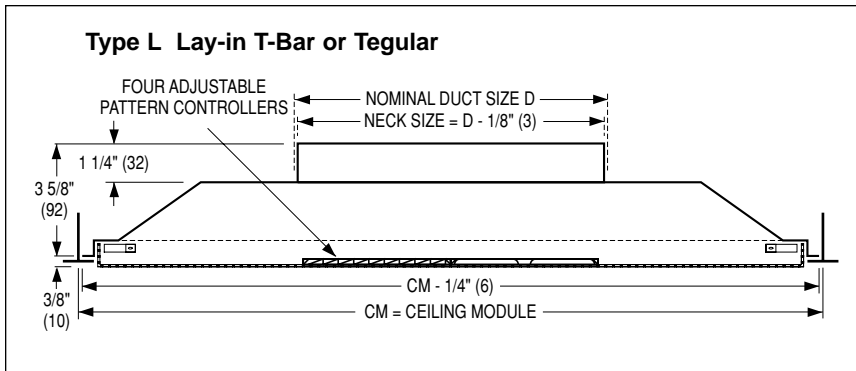 Type L Lay-in T-Bar or Tegular
FOUR ADJUSTABLE
PATTERN CONTROLLERS
NOMINAL DUCT SIZE D
NECK SIZE = D - 1/8" (3)
1 1/4" (32)
3 5/8"
(92)
3/8"
(10)
CM - 1/4" (6)
CM = CEILING MODULE